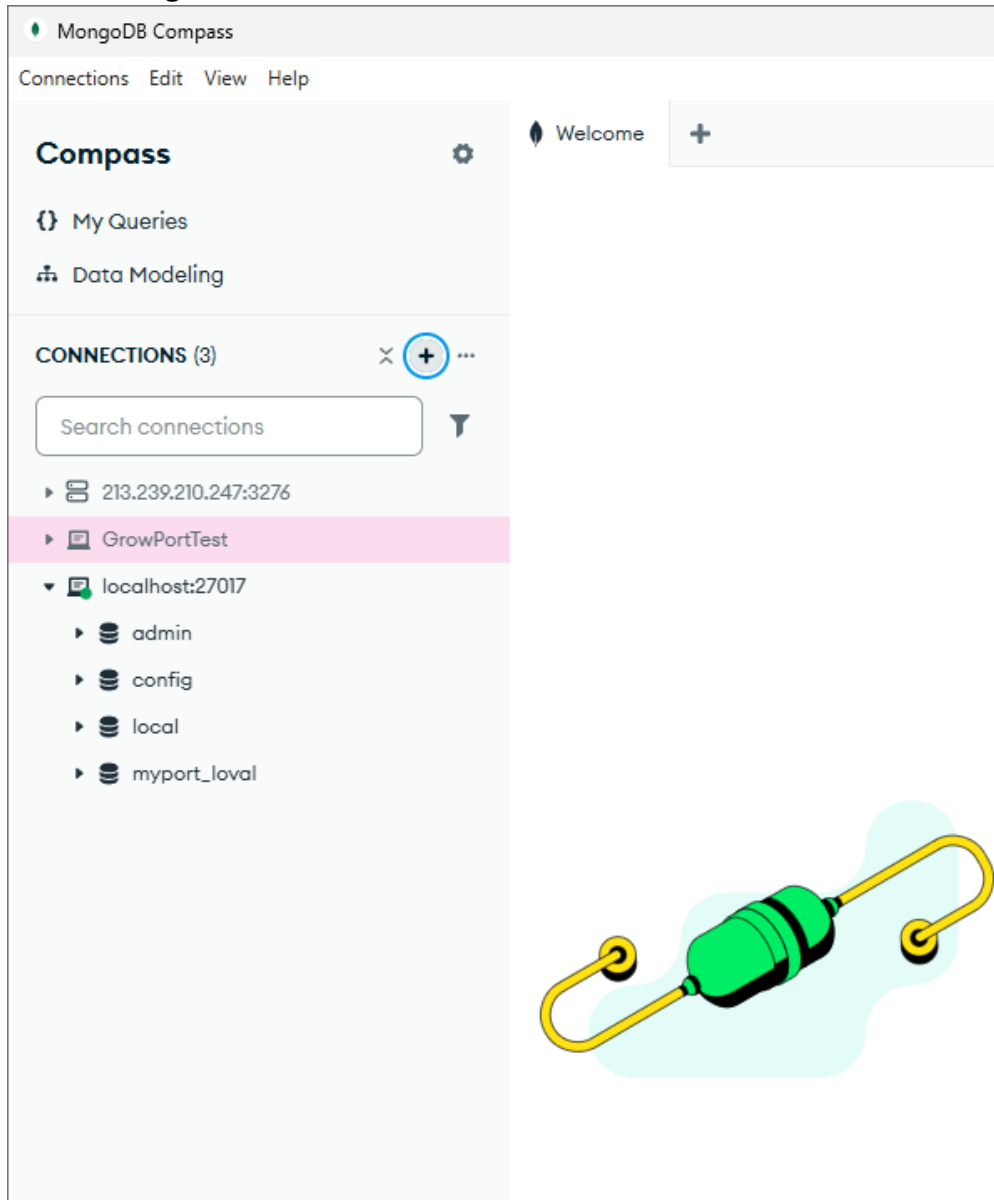 MongoDB Compass
Connections Edit View Help
Compass
Welcome
My Queries
Data Modeling
CONNECTIONS (3)
Search connections
213.239.210.247:3276
GrowPortTest
localhost:27017
admin
config
local
myport_loval